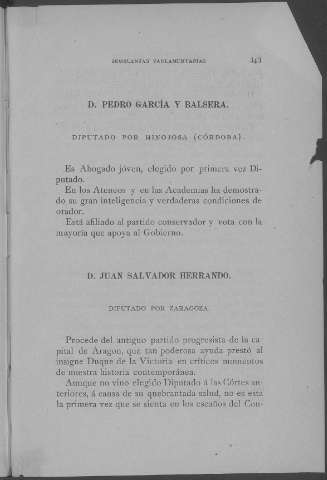 SEMBLANZAS PARLAMENTARIAS 343
D. PEDRO GARCÍA Y BALSERA.
DIPUTADO POR HINOJOSA (CÓRDOBA).
Es Abogado jóven, elegido por primera vez Di-
putado.
En los Ateneos y en las Academias ha demostra-
do su gran inteligencia y verdaderas condiciones de
orador.
Está afiliado al partido conservador y vota con la
mayoría que apoya al Gobierno.
D. JUAN SALVADOR HERRANDO.
DIPUTADO POR ZARAGOZA.
Procede del antiguo partido progresista de la ca-
pital de Aragon, que tan poderosa ayuda prestó al
insigne Duque de la Victoria en críticos momentos
de nuestra historia contemporánea.
Aunque no vino elegido Diputado á las Córtes an-
teriores, á causa de su quebrantada salud, no es esta
la primera vez que se sienta en los escaños del Con-